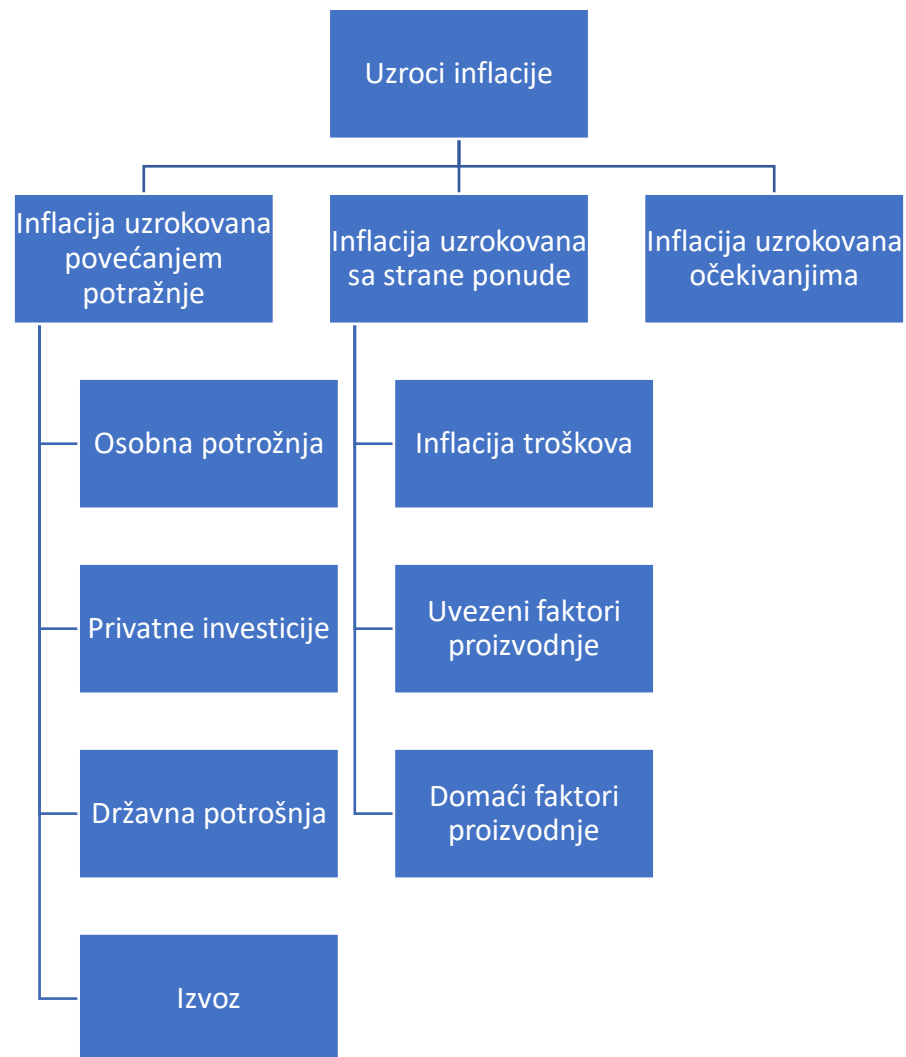 Uzroci inflacije
Inflacija uzrokovana
povećanjem
potražnje
Osobna potrožnja
Privatne investicije
Državna potrošnja
Izvoz
Inflacija uzrokovana
sa strane ponude
Inflacija troškova
Uvezeni faktori
proizvodnje
Domaći faktori
proizvodnje
Inflacija uzrokovana
očekivanjima